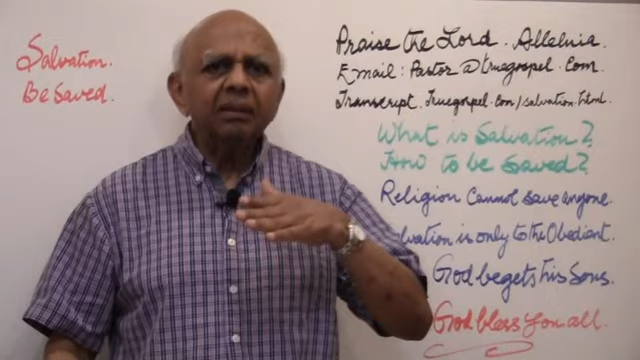 Salvation.
Be Saved.
Praise the Lord. Alleluia.
Email: Pastor@truegospel.Com.
Transcript. Truegospel.Com/salvation.html.
What is Salvation?
How to be Saved?
Religion Cannot save anyone.
is only to the Obediant.
God begets His Sons.
God bless you all.